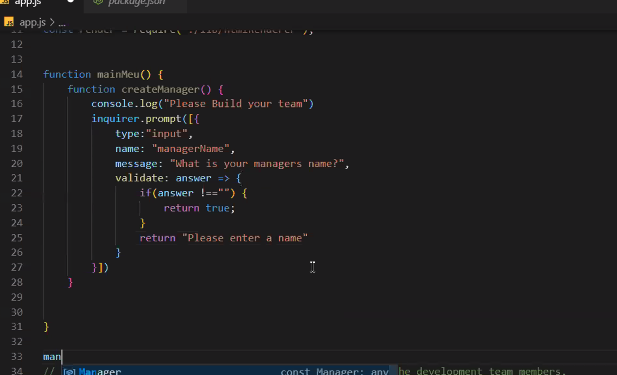 app.js package.json
app.js > ...
const render = require("./lib/htmlRenderer");
12
13
14 function mainMeu() {
15 function createManager() {
16 console.log("Please Build your team")
17 inquirer.prompt([{
18 type:"input",
19 name: "managerName",
20 message: "What is your managers name?",
21 validate: answer => {
22 if(answer !=="") {
23 return true;
24 }
25 return "Please enter a name"
26 }
27 }])
28 }
29
30
31 }
32
33 man
34 // Manager const Manager: any he development team members.